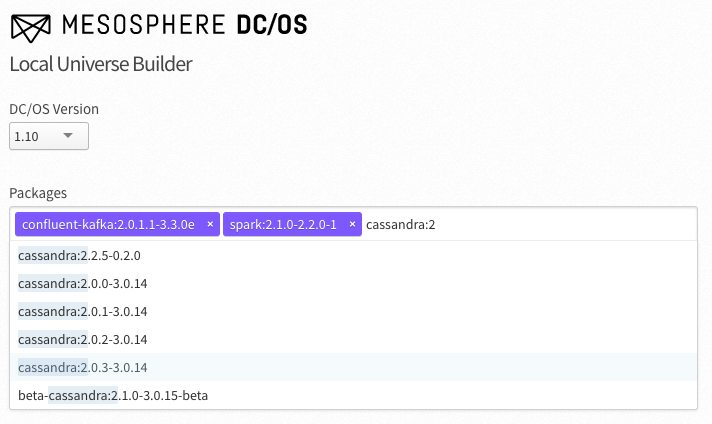 MESOSPHERE DC/OS
Local Universe Builder
DC/OS Version
1.10
Packages
confluent-kafka:2.0.1.1-3.3.0e × spark:2.1.0-2.2.0-1 × cassandra:2
cassandra:2.2.5-0.2.0
cassandra:2.0.0-3.0.14
cassandra:2.0.1-3.0.14
cassandra:2.0.2-3.0.14
cassandra:2.0.3-3.0.14
beta-cassandra:2.1.0-3.0.15-beta